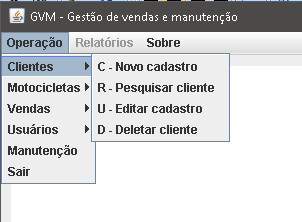 GVM - Gestão de vendas e manutenção
Operação Relatórios Sobre
Clientes
Motocicletas
Vendas
Usuários
Manutenção
Sair
C - Novo cadastro
R - Pesquisar cliente
U - Editar cadastro
D - Deletar cliente